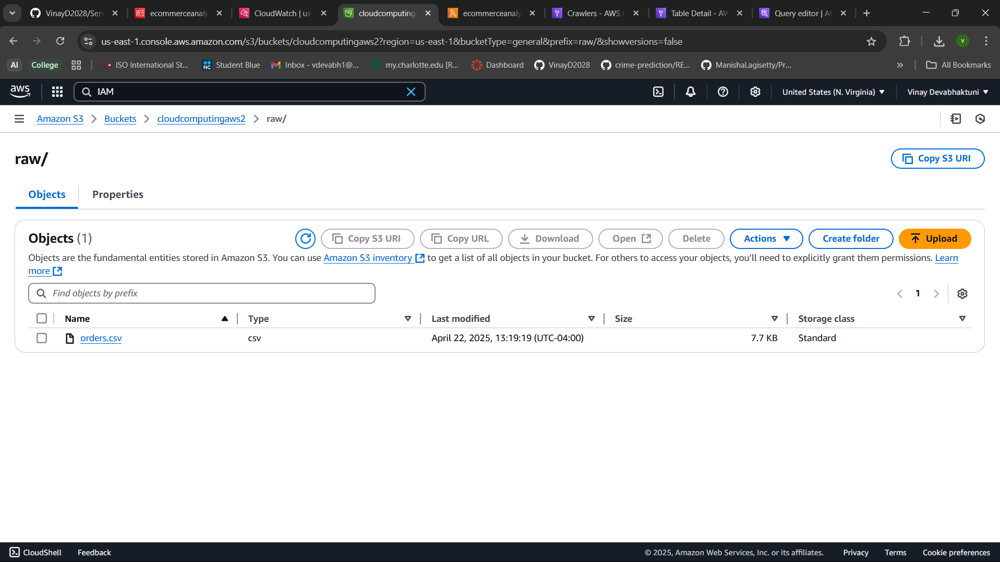 VinayD2028/Serv
ecommerceanaly
CloudWatch | us-
cloudcomputinga
ecommerceanaly
Crawlers - AWS G
Table Detail - AW
Query editor | At
us-east-1.console.aws.amazon.com/s3/buckets/cloudcomputingaws2?region=us-east-1&bucketType=general&prefix=raw/&showversions=false
V
AI
College
ISO International St...
NC
Student Blue
Inbox - vdevabh1@...
my.charlotte.edu [R...
Dashboard
VinayD2028
crime-prediction/RE...
ManishaLagisetty/Pr...
All Bookmarks
aws
IAM
United States (N. Virginia)
Vinay Devabhaktuni
Amazon S3
Buckets
cloudcomputingaws2
raw/
raw/
Copy S3 URI
Objects
Properties
Objects (1)
Copy S3 URI
Copy URL
Download
Open
Delete
Actions
Create folder
Upload
Objects are the fundamental entities stored in Amazon S3. You can use Amazon S3 inventory to get a list of all objects in your bucket. For others to access your objects, you’ll need to explicitly grant them permissions. Learn
more
Find objects by prefix
1
Name
Type
Last modified
Size
Storage class
orders.csv
csv
April 22, 2025, 13:19:19 (UTC-04:00)
7.7 KB
Standard
CloudShell
Feedback
© 2025, Amazon Web Services, Inc. or its affiliates.
Privacy
Terms
Cookie preferences